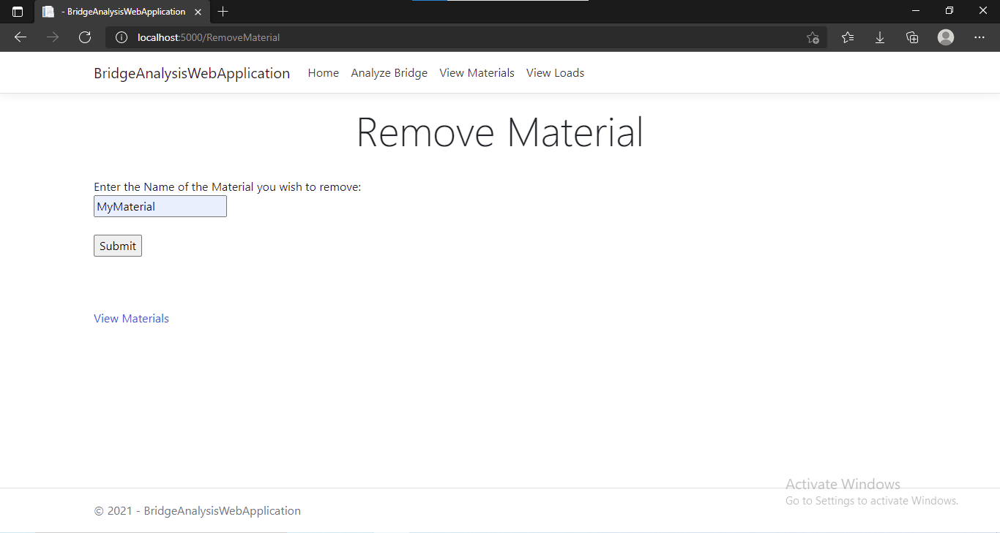 - BridgeAnalysisWebApplication
localhost:5000/RemoveMaterial
BridgeAnalysisWebApplication Home Analyze Bridge View Materials View Loads
Remove Material
Enter the Name of the Material you wish to remove:
MyMaterial
Submit
View Materials
Activate Windows
Go to Settings to activate Windows.
© 2021 - BridgeAnalysisWebApplication